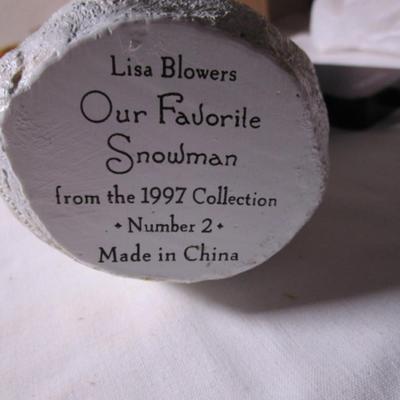 Lisa Blowers
Our Favorite
Snowman
from the 1997 Collection
• Number 2 •
Made in China